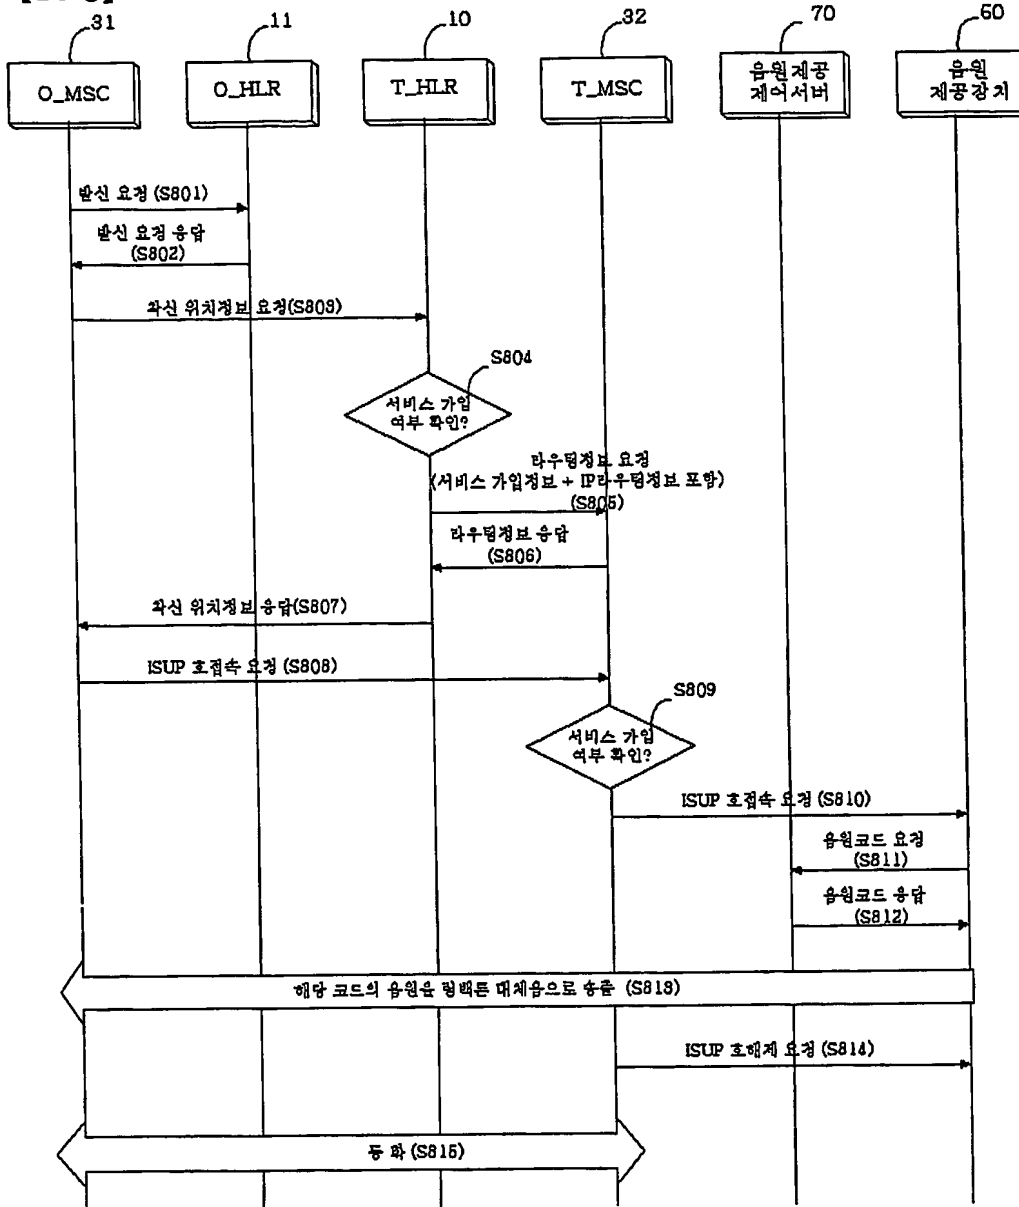 31
11
10
32
70
60
O_MSC
O_HLR
T_HLR
T_MSC
음원제공
제어서버
음원
제공장치
발신 요청 (S801)
발신 요청 응답
(S802)
착신 위치정보 요청(S803)
S804
서비스 가입
여부 확인?
라우팅정보 요청
(서비스 가입정보 + IP라우팅정보 포함)
(S805)
라우팅정보 응답
(S806)
착신 위치정보 응답(S807)
ISUP 호접속 요청 (S808)
S809
서비스 가입
여부 확인?
ISUP 호접속 요청 (S810)
음원코드 요청
(S811)
음원코드 응답
(S812)
해당 코드의 음원을 링백톤 대체음으로 송출 (S813)
ISUP 호해제 요청 (S814)
통 화 (S815)